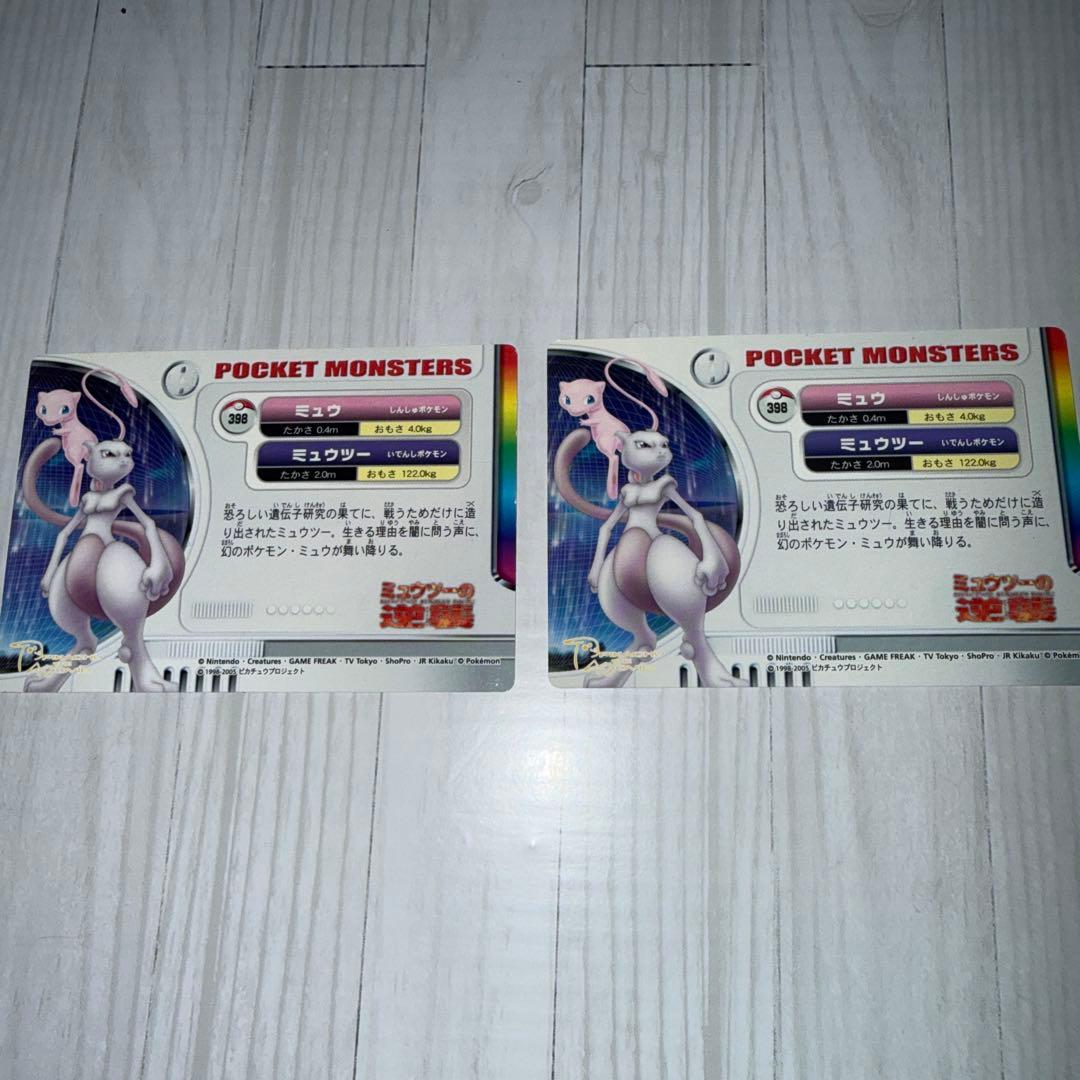 POCKET MONSTERS
398
ミュウ しんしゅポケモン
たかさ 0.4m おもさ 4.0kg
ミュウツー いでんしポケモン
たかさ 2.0m おもさ 122.0kg
恐ろしい遺伝子研究の果てに、戦うためだけに造
り出されたミュウツー。生きる理由を闇に問う声に、
幻のポケモン・ミュウが舞い降りる。
ミュウツーの
逆襲
© Nintendo・Creatures・GAME FREAK・TV Tokyo・ShoPro・JR Kikaku © Pokémon
© 1998-2005 ピカチュウプロジェクト
POCKET MONSTERS
398
ミュウ しんしゅポケモン
たかさ 0.4m おもさ 4.0kg
ミュウツー いでんしポケモン
たかさ 2.0m おもさ 122.0kg
恐ろしい遺伝子研究の果てに、戦うためだけに造
り出されたミュウツー。生きる理由を闇に問う声に、
幻のポケモン・ミュウが舞い降りる。
ミュウツーの
逆襲
© Nintendo・Creatures・GAME FREAK・TV Tokyo・ShoPro・JR Kikaku © Pokém
© 1998-2005 ピカチュウプロジェクト